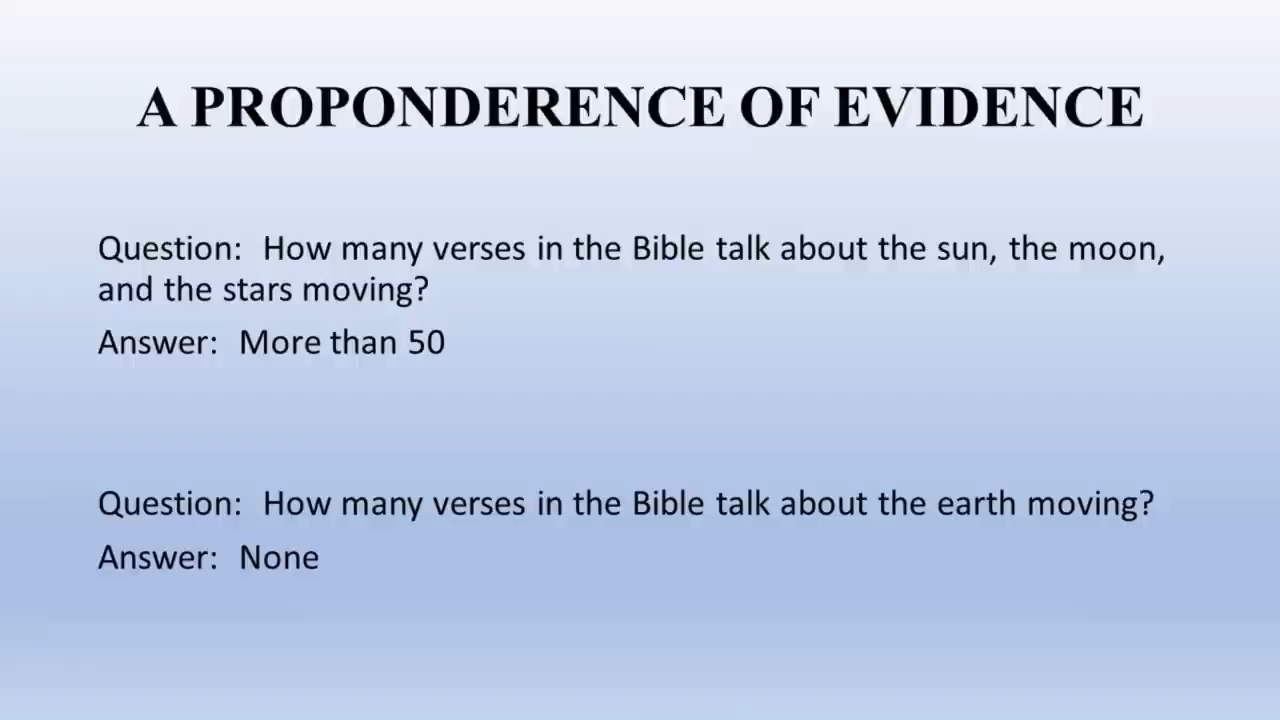 A PROPONDERENCE OF EVIDENCE
Question: How many verses in the Bible talk about the sun, the moon,
and the stars moving?
Answer: More than 50
Question: How many verses in the Bible talk about the earth moving?
Answer: None